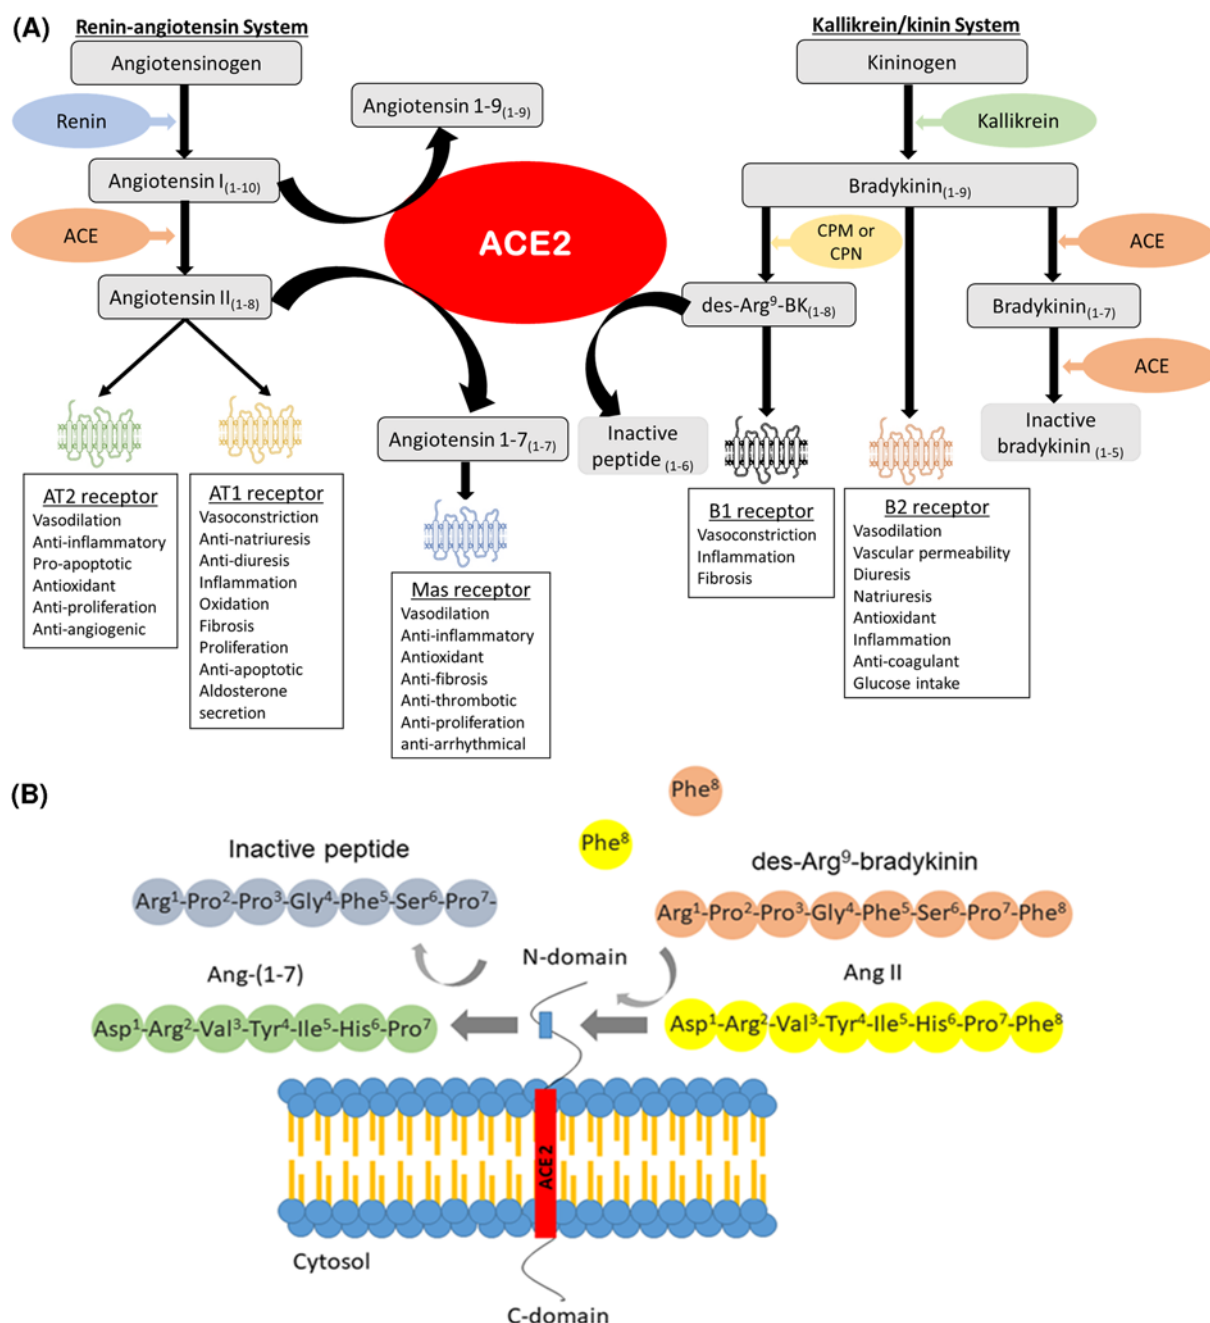 (A)
Renin-angiotensin System
Angiotensinogen
Renin
Angiotensin I(1-10)
ACE
Angiotensin II(1-8)
Angiotensin 1-9(1-9)
ACE2
Angiotensin 1-7(1-7)
AT2 receptor
Vasodilation
Anti-inflammatory
Pro-apoptotic
Antioxidant
Anti-proliferation
Anti-angiogenic
AT1 receptor
Vasoconstriction
Anti-natriuresis
Anti-diuresis
Inflammation
Oxidation
Fibrosis
Proliferation
Anti-apoptotic
Aldosterone
secretion
Mas receptor
Vasodilation
Anti-inflammatory
Antioxidant
Anti-fibrosis
Anti-thrombotic
Anti-proliferation
anti-arrhythmical
Kallikrein/kinin System
Kininogen
Kallikrein
Bradykinin(1-9)
CPM or
CPN
ACE
des-Arg⁹-BK(1-8)
Bradykinin(1-7)
ACE
Inactive
peptide (1-6)
Inactive
bradykinin (1-5)
B1 receptor
Vasoconstriction
Inflammation
Fibrosis
B2 receptor
Vasodilation
Vascular permeability
Diuresis
Natriuresis
Antioxidant
Inflammation
Anti-coagulant
Glucose intake
(B)
Phe⁸
Phe⁸
Inactive peptide
Arg¹-Pro²-Pro³-Gly⁴-Phe⁵-Ser⁶-Pro⁷-
des-Arg⁹-bradykinin
Arg¹-Pro²-Pro³-Gly⁴-Phe⁵-Ser⁶-Pro⁷-Phe⁸
N-domain
Ang-(1-7)
Asp¹-Arg²-Val³-Tyr⁴-Ile⁵-His⁶-Pro⁷
Ang II
Asp¹-Arg²-Val³-Tyr⁴-Ile⁵-His⁶-Pro⁷-Phe⁸
ACE2
Cytosol
C-domain